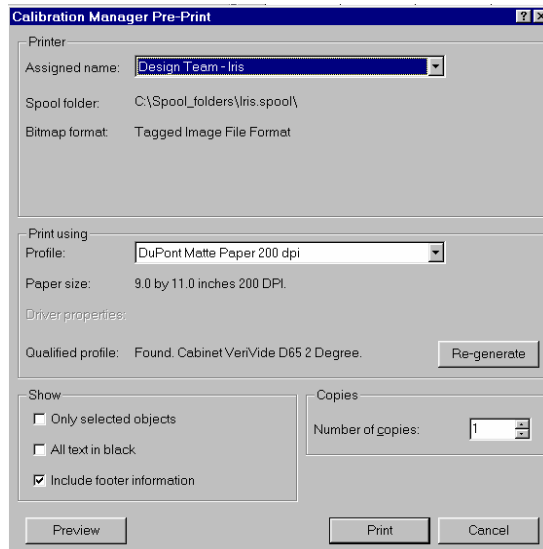 Calibration Manager Pre-Print
Printer
Assigned name: Design Team - Iris
Spool folder: C:\Spool_folders\Iris.spool\
Bitmap format: Tagged Image File Format
Print using
Profile: DuPont Matte Paper 200 dpi
Paper size: 9.0 by 11.0 inches 200 DPI.
Driver properties:
Qualified profile: Found. Cabinet VeriVide D65 2 Degree. Re-generate
Show
Only selected objects
All text in black
Include footer information
Copies
Number of copies: 1
Preview Print Cancel